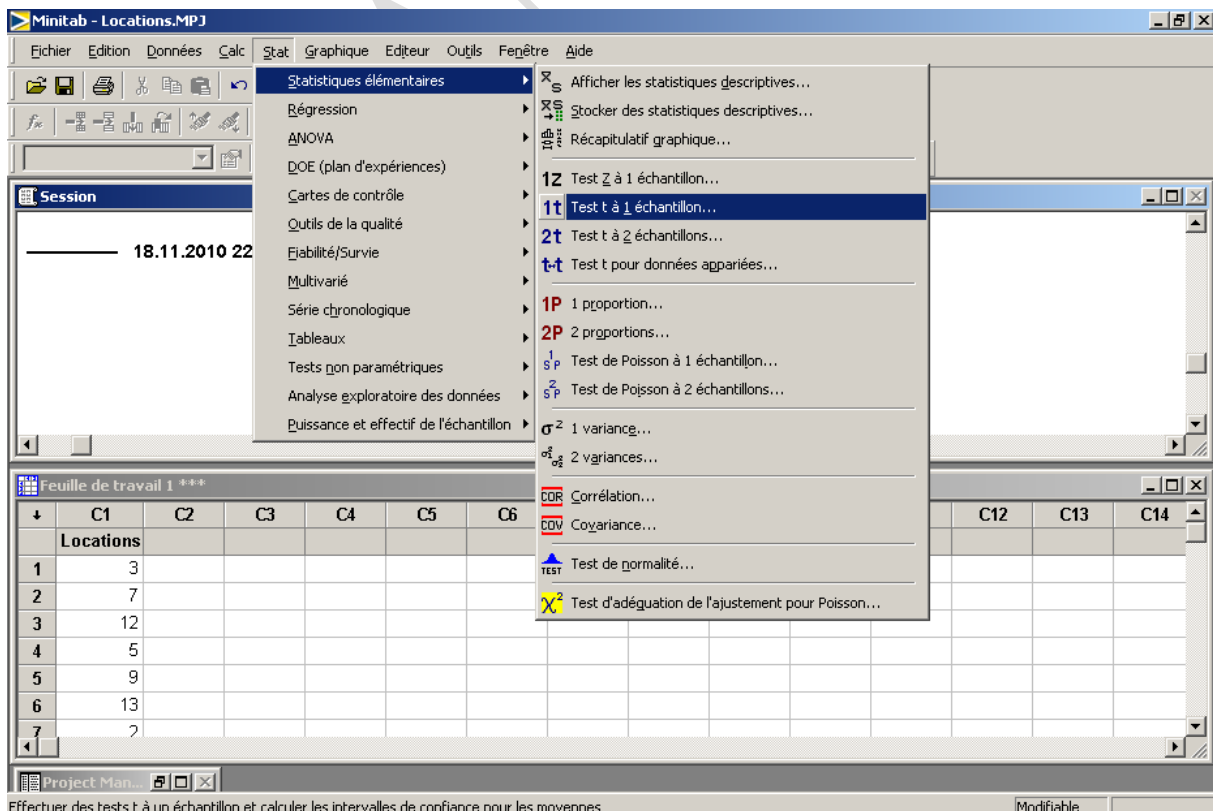 Minitab - Locations.MPJ
Fichier Edition Données Calc Stat Graphique Editeur Outils Fenêtre Aide
Statistiques élémentaires
Régression
ANOVA
DOE (plan d'expériences)
Cartes de contrôle
Outils de la qualité
Fiabilité/Survie
Multivarié
Série chronologique
Tableaux
Tests non paramétriques
Analyse exploratoire des données
Puissance et effectif de l'échantillon
Afficher les statistiques descriptives...
Stocker des statistiques descriptives...
Récapitulatif graphique...
1Z Test Z à 1 échantillon...
1t Test t à 1 échantillon...
2t Test t à 2 échantillons...
t-t Test t pour données appariées...
1P 1 proportion...
2P 2 proportions...
1 S P Test de Poisson à 1 échantillon...
2 S P Test de Poisson à 2 échantillons...
σ² 1 variance...
σ₁² σ₂² 2 variances...
COR Corrélation...
COV Covariance...
TEST Test de normalité...
χ² Test d'adéquation de l'ajustement pour Poisson...
Session
18.11.2010 22
Feuille de travail 1 ***
C1 C2 C3 C4 C5 C6 C12 C13 C14
Locations
1 3
2 7
3 12
4 5
5 9
6 13
7 2
Project Man...
Effectuer des tests t à un échantillon et calculer les intervalles de confiance pour les moyennes Modifiable